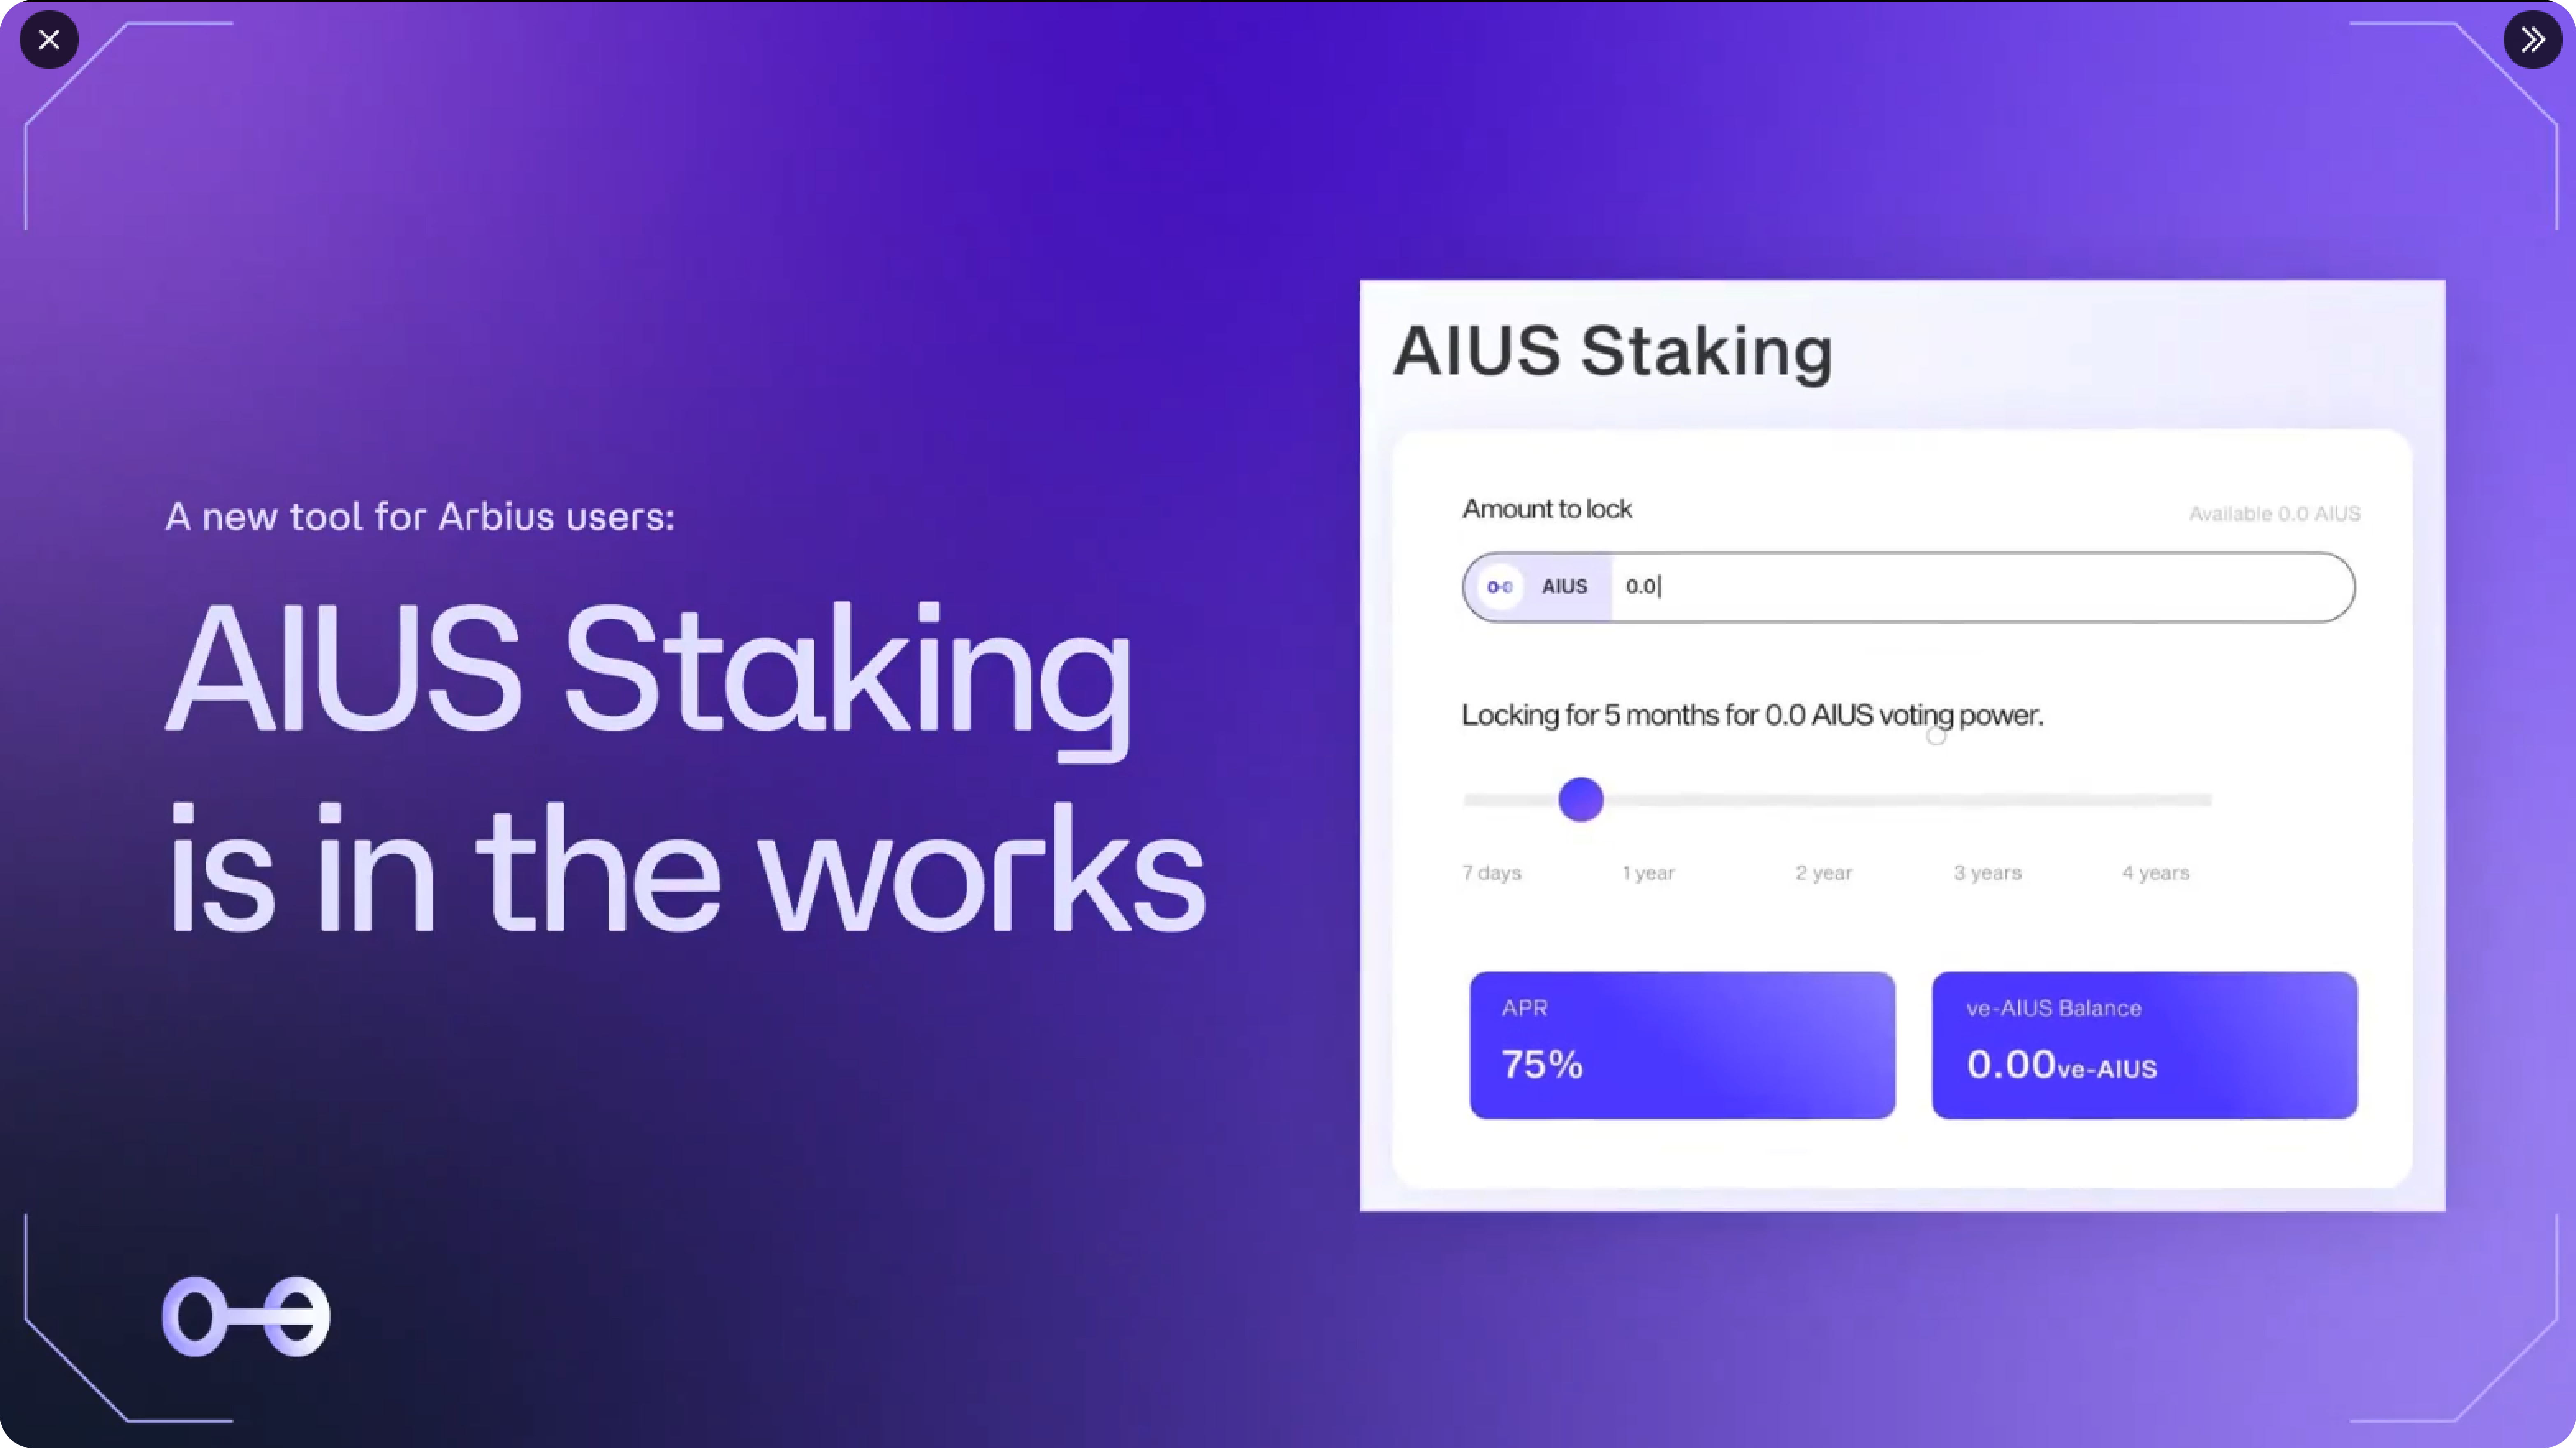 A new tool for Arbius users:
AIUS Staking
is in the works
AIUS Staking
Amount to lock
Available 0.0 AIUS
AIUS 0.0
Locking for 5 months for 0.0 AIUS voting power.
7 days 1 year 2 year 3 years 4 years
APR
75%
ve-AIUS Balance
0.00ve-AIUS